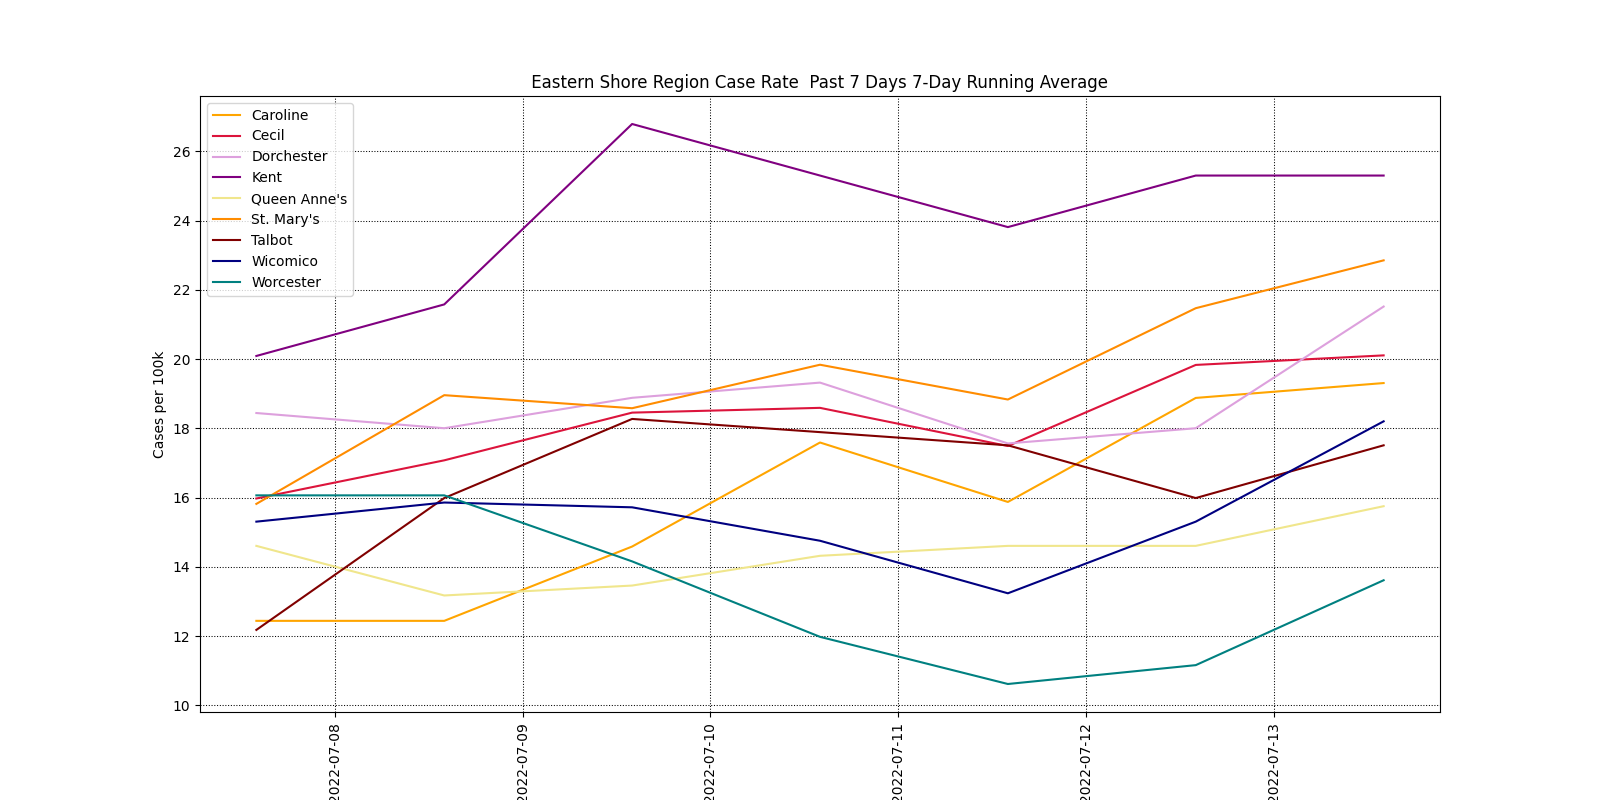 Eastern Shore Region Case Rate  Past 7 Days 7-Day Running Average
Caroline
Cecil
Dorchester
Kent
Queen Anne's
St. Mary's
Talbot
Wicomico
Worcester
Cases per 100k
26
24
22
20
18
16
14
12
10
2022-07-08
2022-07-09
2022-07-10
2022-07-11
2022-07-12
2022-07-13